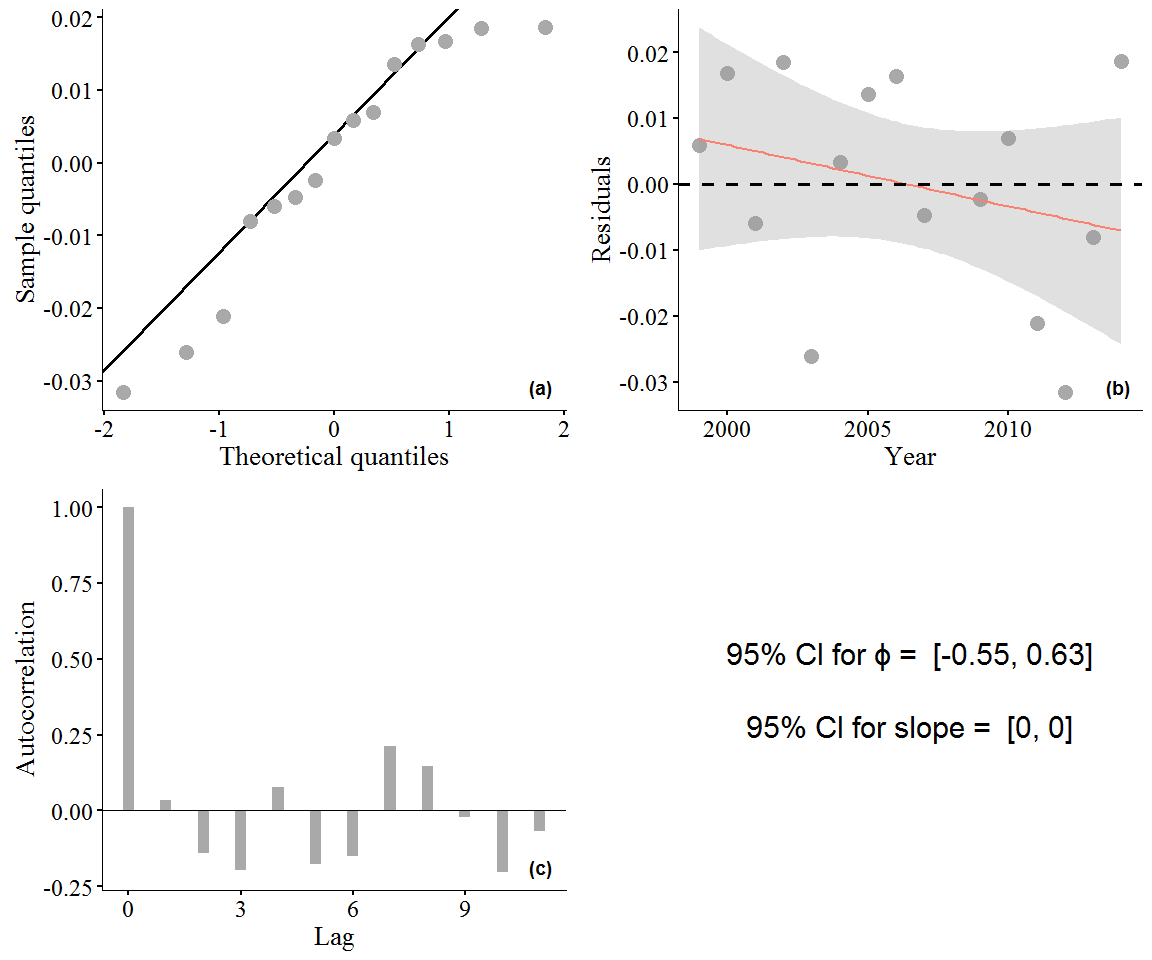 0.02
0.01
0.00
-0.01
-0.02
-0.03
Sample quantiles
-2
-1
0
1
2
Theoretical quantiles
(a)
0.02
0.01
0.00
-0.01
-0.02
-0.03
Residuals
2000
2005
2010
Year
(b)
1.00
0.75
0.50
0.25
0.00
-0.25
Autocorrelation
0
3
6
9
Lag
(c)
95% CI for ϕ = [-0.55, 0.63]
95% CI for slope = [0, 0]